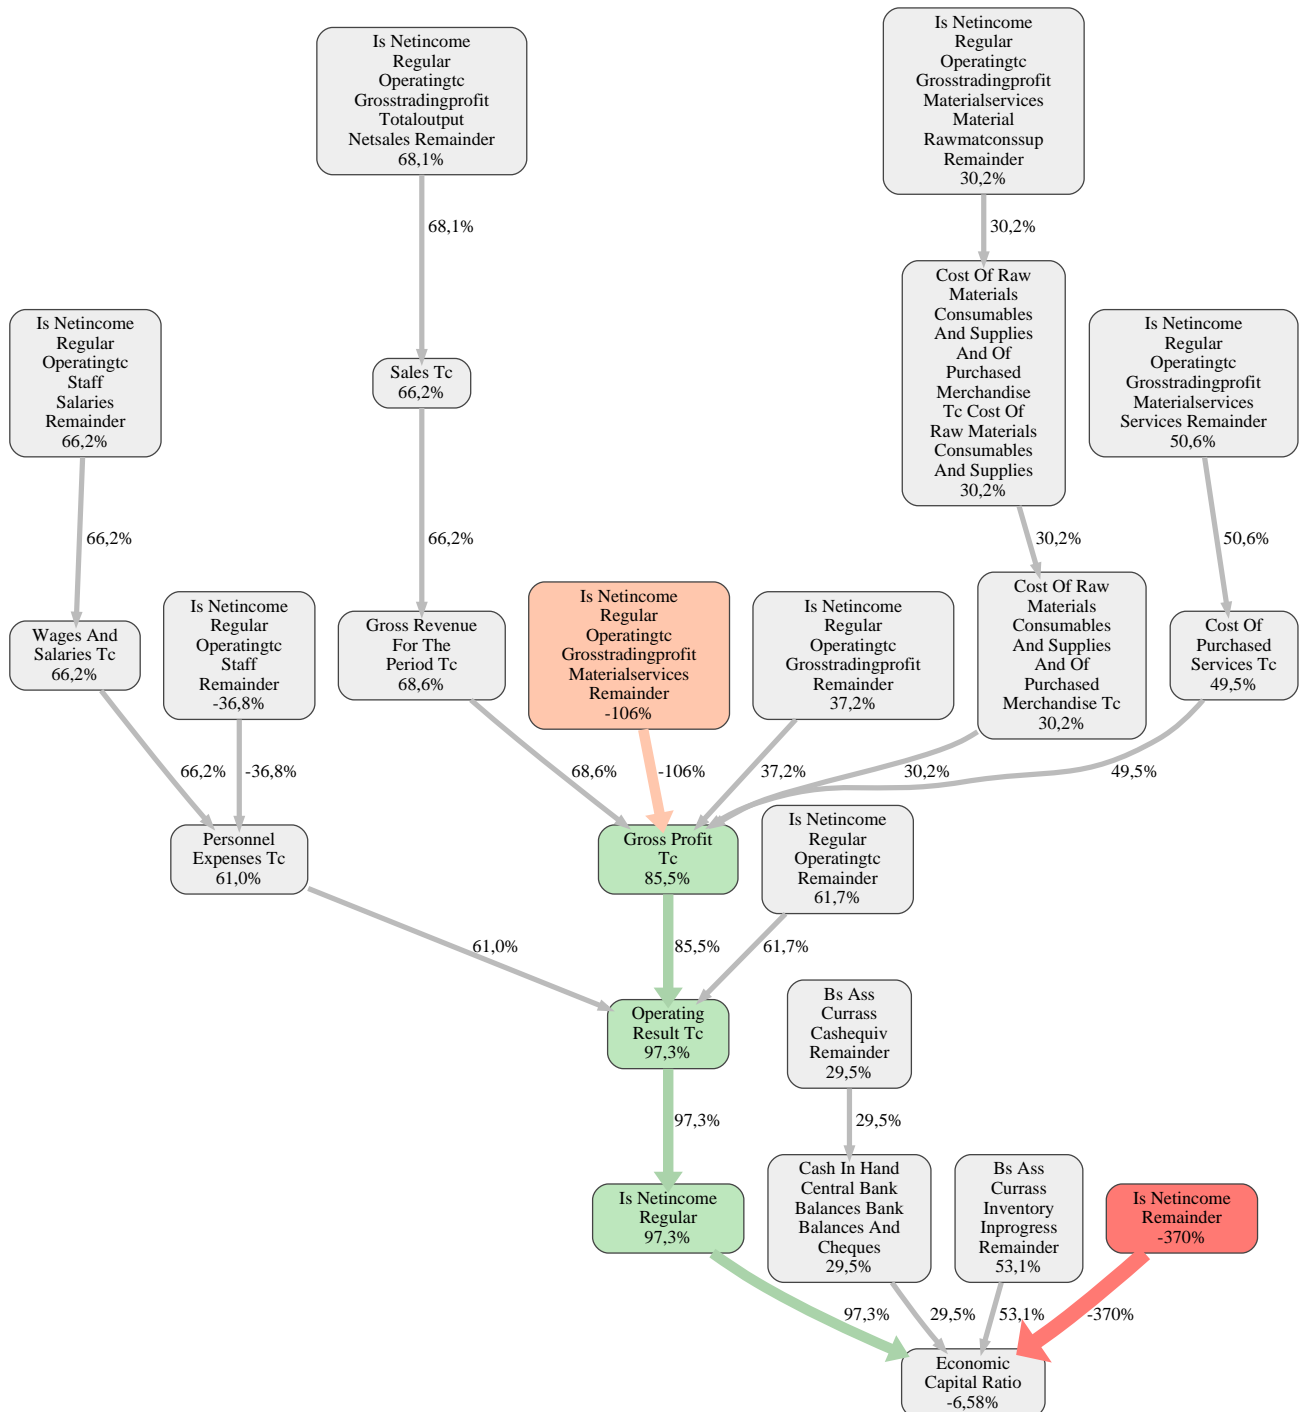 Is Netincome
Regular
Operatingtc
Grosstradingprofit
Totaloutput
Netsales Remainder
68,1%
Is Netincome
Regular
Operatingtc
Grosstradingprofit
Materialservices
Material
Rawmatconssup
Remainder
30,2%
68,1%
30,2%
Is Netincome
Regular
Operatingtc
Staff
Salaries
Remainder
66,2%
Sales Tc
66,2%
Cost Of Raw
Materials
Consumables
And Supplies
And Of
Purchased
Merchandise
Tc Cost Of
Raw Materials
Consumables
And Supplies
30,2%
Is Netincome
Regular
Operatingtc
Grosstradingprofit
Materialservices
Services Remainder
50,6%
66,2%
66,2%
30,2%
50,6%
Wages And
Salaries Tc
66,2%
Is Netincome
Regular
Operatingtc
Staff
Remainder
-36,8%
Gross Revenue
For The
Period Tc
68,6%
Is Netincome
Regular
Operatingtc
Grosstradingprofit
Materialservices
Remainder
-106%
Is Netincome
Regular
Operatingtc
Grosstradingprofit
Remainder
37,2%
Cost Of Raw
Materials
Consumables
And Supplies
And Of
Purchased
Merchandise Tc
30,2%
Cost Of
Purchased
Services Tc
49,5%
66,2%
-36,8%
68,6%
-106%
37,2%
30,2%
49,5%
Personnel
Expenses Tc
61,0%
Gross Profit
Tc
85,5%
Is Netincome
Regular
Operatingtc
Remainder
61,7%
61,0%
85,5%
61,7%
Operating
Result Tc
97,3%
Bs Ass
Currass
Cashequiv
Remainder
29,5%
97,3%
29,5%
Is Netincome
Regular
97,3%
Cash In Hand
Central Bank
Balances Bank
Balances And
Cheques
29,5%
Bs Ass
Currass
Inventory
Inprogress
Remainder
53,1%
Is Netincome
Remainder
-370%
97,3%
29,5%
53,1%
-370%
Economic
Capital Ratio
-6,58%